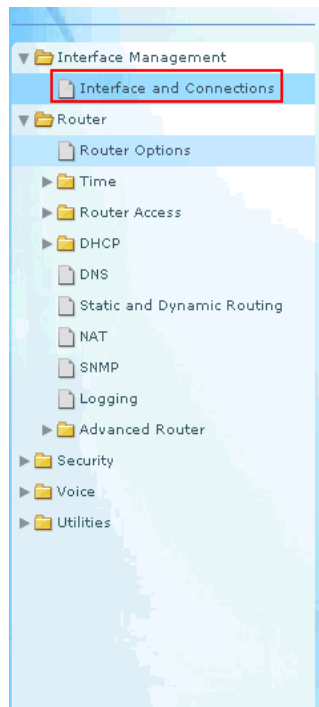 Interface Management
Interface and Connections
Router
Router Options
Time
Router Access
DHCP
DNS
Static and Dynamic Routing
NAT
SNMP
Logging
Advanced Router
Security
Voice
Utilities